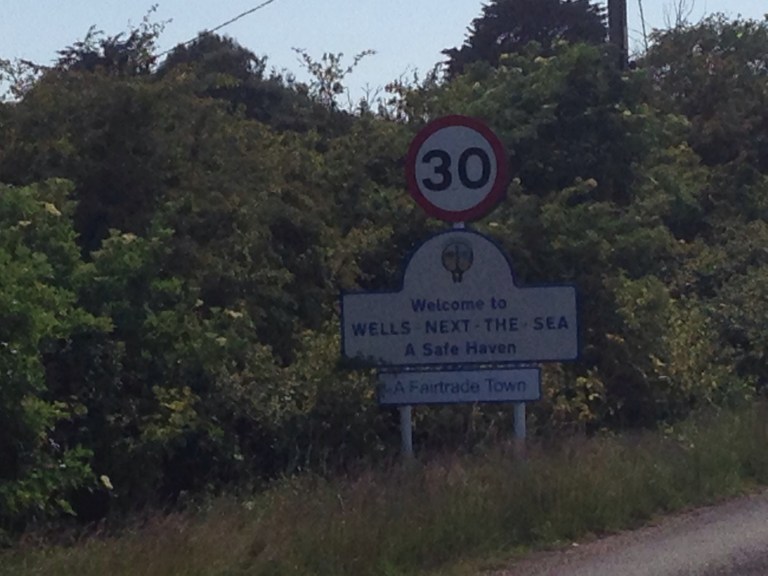 30
Welcome to
WELLS-NEXT-THE-SEA
A Safe Haven
A Fairtrade Town